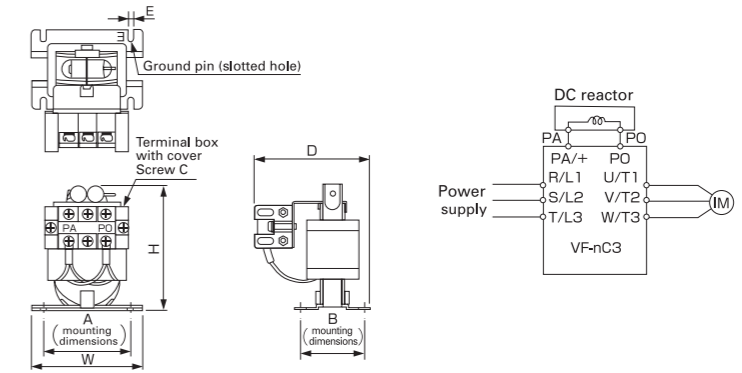 E
E
Ground pin (slotted hole)
Terminal box
with cover
Screw C
PA PO
H
A
(mounting
dimensions)
W
D
B
(mounting
dimensions)
DC reactor
PA PO
PA/+ PO
R/L1 U/T1
Power
supply
S/L2 V/T2
T/L3 W/T3
IM
VF-nC3